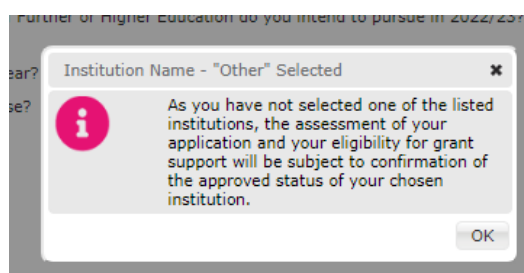 Further or Higher Education do you intend to pursue in 2022/23?
ear?
Institution Name - "Other" Selected
se?
As you have not selected one of the listed
institutions, the assessment of your
application and your eligibility for grant
support will be subject to confirmation of
the approved status of your chosen
institution.
OK